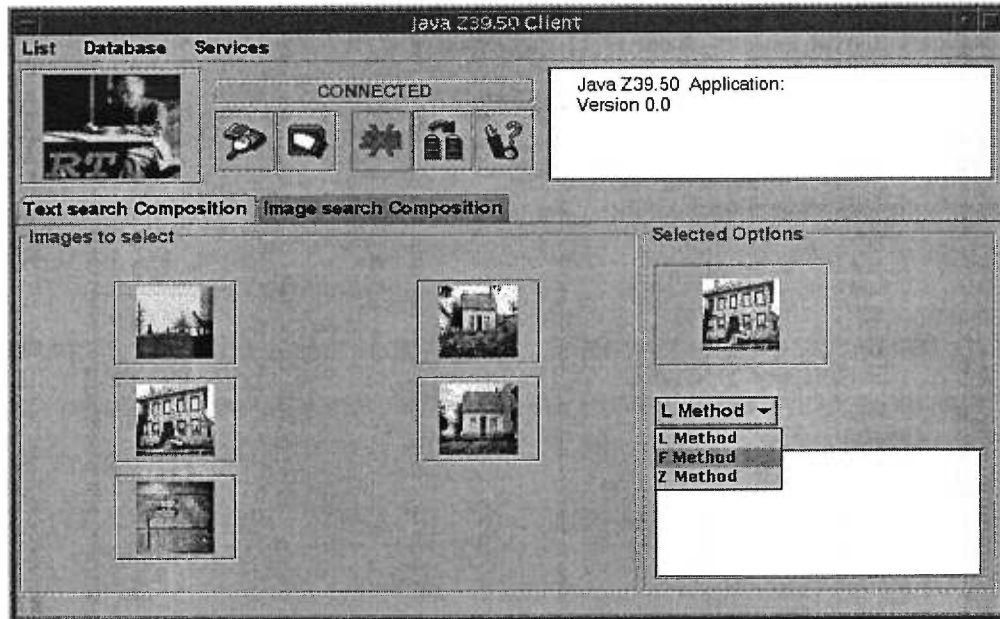 Java Z39.50 Client
List Database Services
RT
CONNECTED
Java Z39.50 Application:
Version 0.0
Text search Composition
Image search Composition
Images to select
Selected Options
L Method
L Method
F Method
Z Method